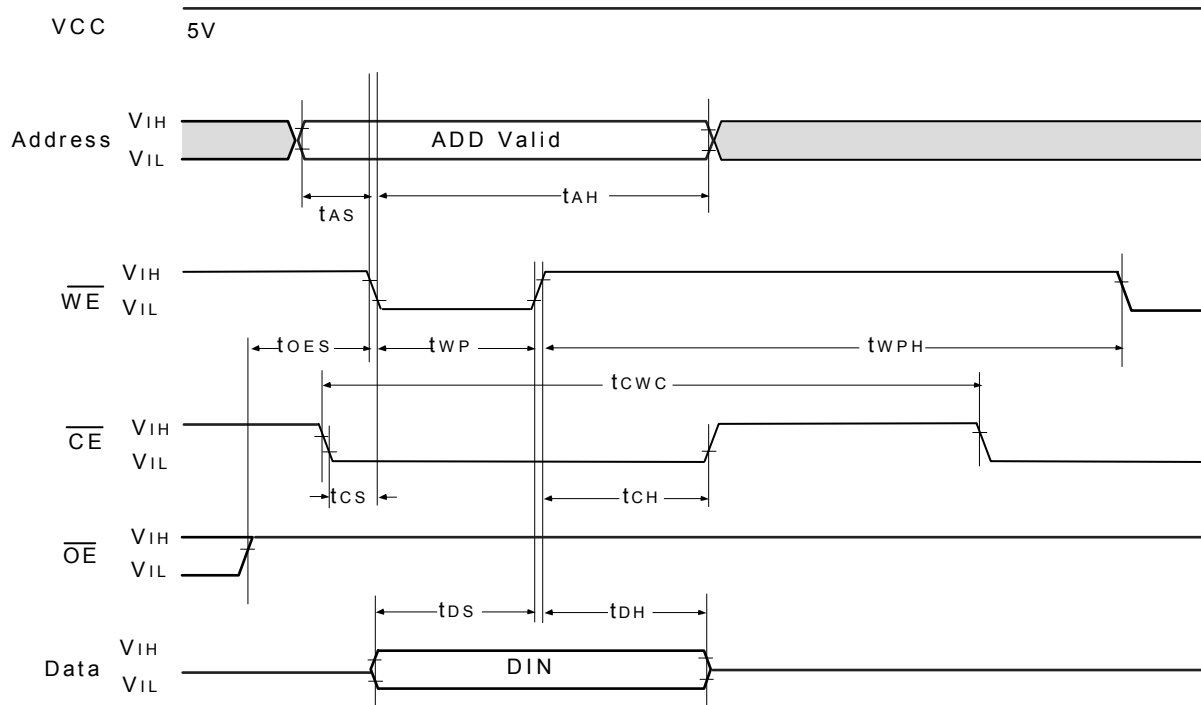 VCC 5V
VIH
Address ADD Valid
VIL
tAS tAH
VIH
WE
VIL
tOES tWP tWPH
tCWC
VIH
CE
VIL
tCS tCH
VIH
OE
VIL
tDS tDH
VIH
Data DIN
VIL